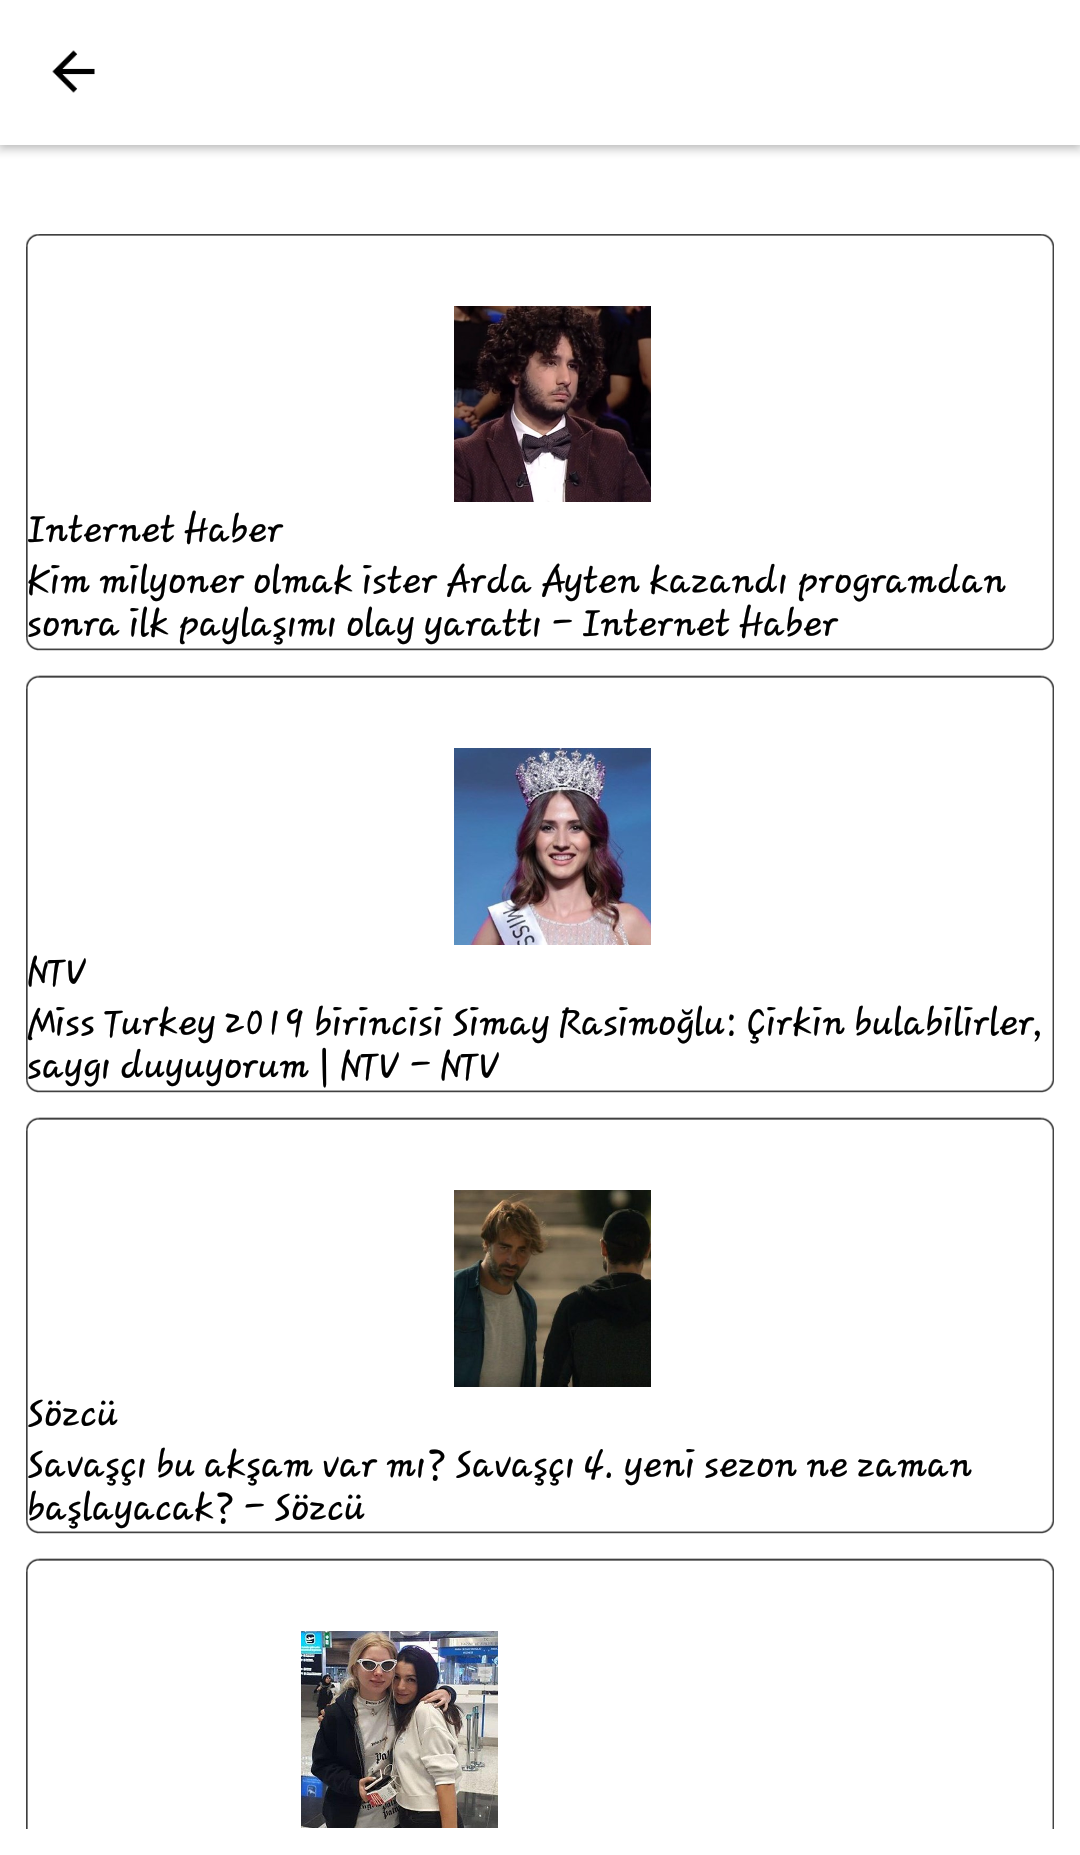 Internet Haber
Kim milyoner olmak ister Arda Ayten kazandı programdan
sonra ilk paylaşımı olay yarattı - Internet Haber
MISS
NTV
Miss Turkey 2019 birincisi Simay Rasimoğlu: Çirkin bulabilirler,
saygı duyuyorum | NTV - NTV
Sözcü
Savaşçı bu akşam var mı? Savaşçı 4. yeni sezon ne zaman
başlayacak? - Sözcü